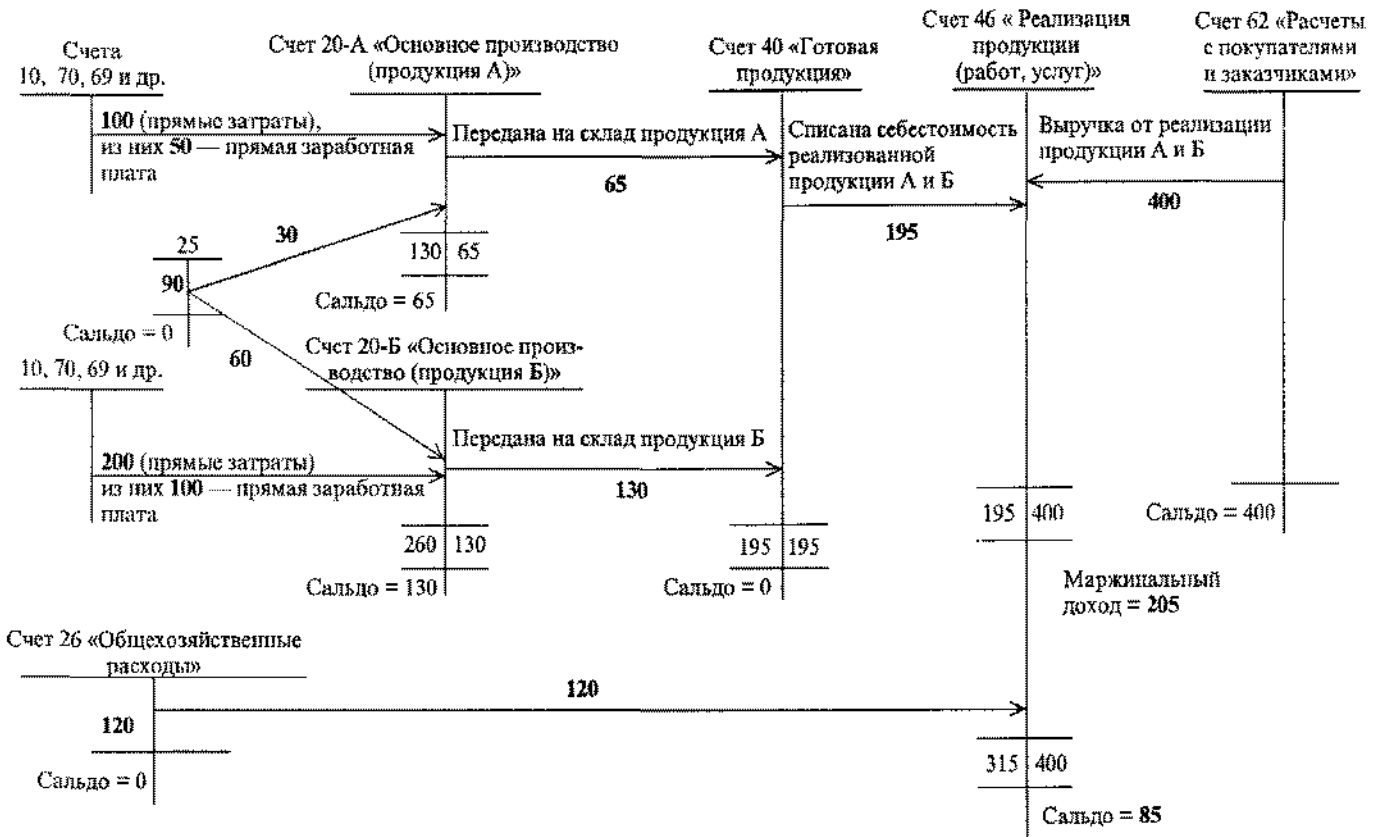 Счета
10, 70, 69 и др.
Счет 20-А «Основное производство
(продукция А)»
Счет 40 «Готовая
продукция»
Счет 46 « Реализация
продукции
(работ, услуг)»
Счет 62 «Расчеты
с покупателями
и заказчиками»
100 (прямые затраты),
из них 50 — прямая заработная
плата
Передана на склад продукция А
65
Списана себестоимость
реализованной
продукции А и Б
195
Выручка от реализации
продукции А и Б
400
25
90
Сальдо = 0
30
60
130 65
Сальдо = 65
10, 70, 69 и др.
Счет 20-Б «Основное произ-
водство (продукция Б)»
200 (прямые затраты)
из них 100 — прямая заработная
плата
Передана на склад продукция Б
130
260 130
Сальдо = 130
195 195
Сальдо = 0
195 400
Сальдо = 400
Маржинальный
доход = 205
Счет 26 «Общехозяйственные
расходы»
120
120
Сальдо = 0
315 400
Сальдо = 85